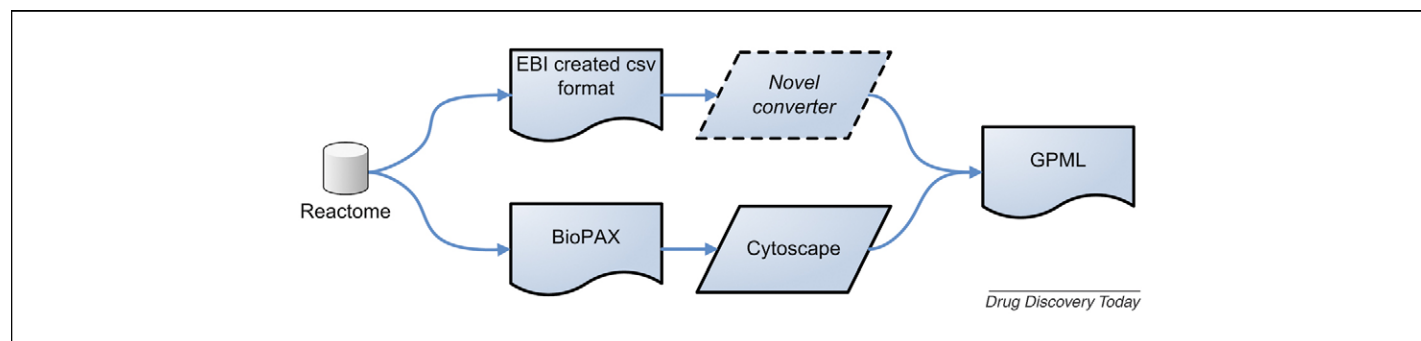 EBI created csv
format
Novel
converter
GPML
Reactome
BioPAX
Cytoscape
Drug Discovery Today